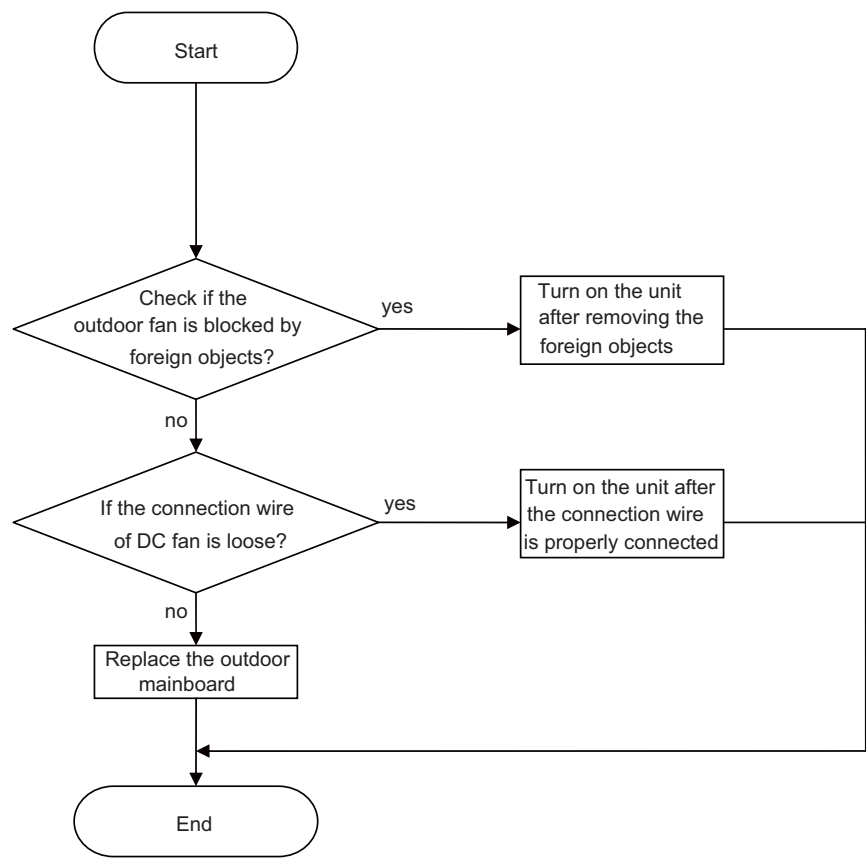 Start
Check if the
outdoor fan is blocked by
foreign objects?
yes
Turn on the unit
after removing the
foreign objects
no
If the connection wire
of DC fan is loose?
yes
Turn on the unit after
the connection wire
is properly connected
no
Replace the outdoor
mainboard
End